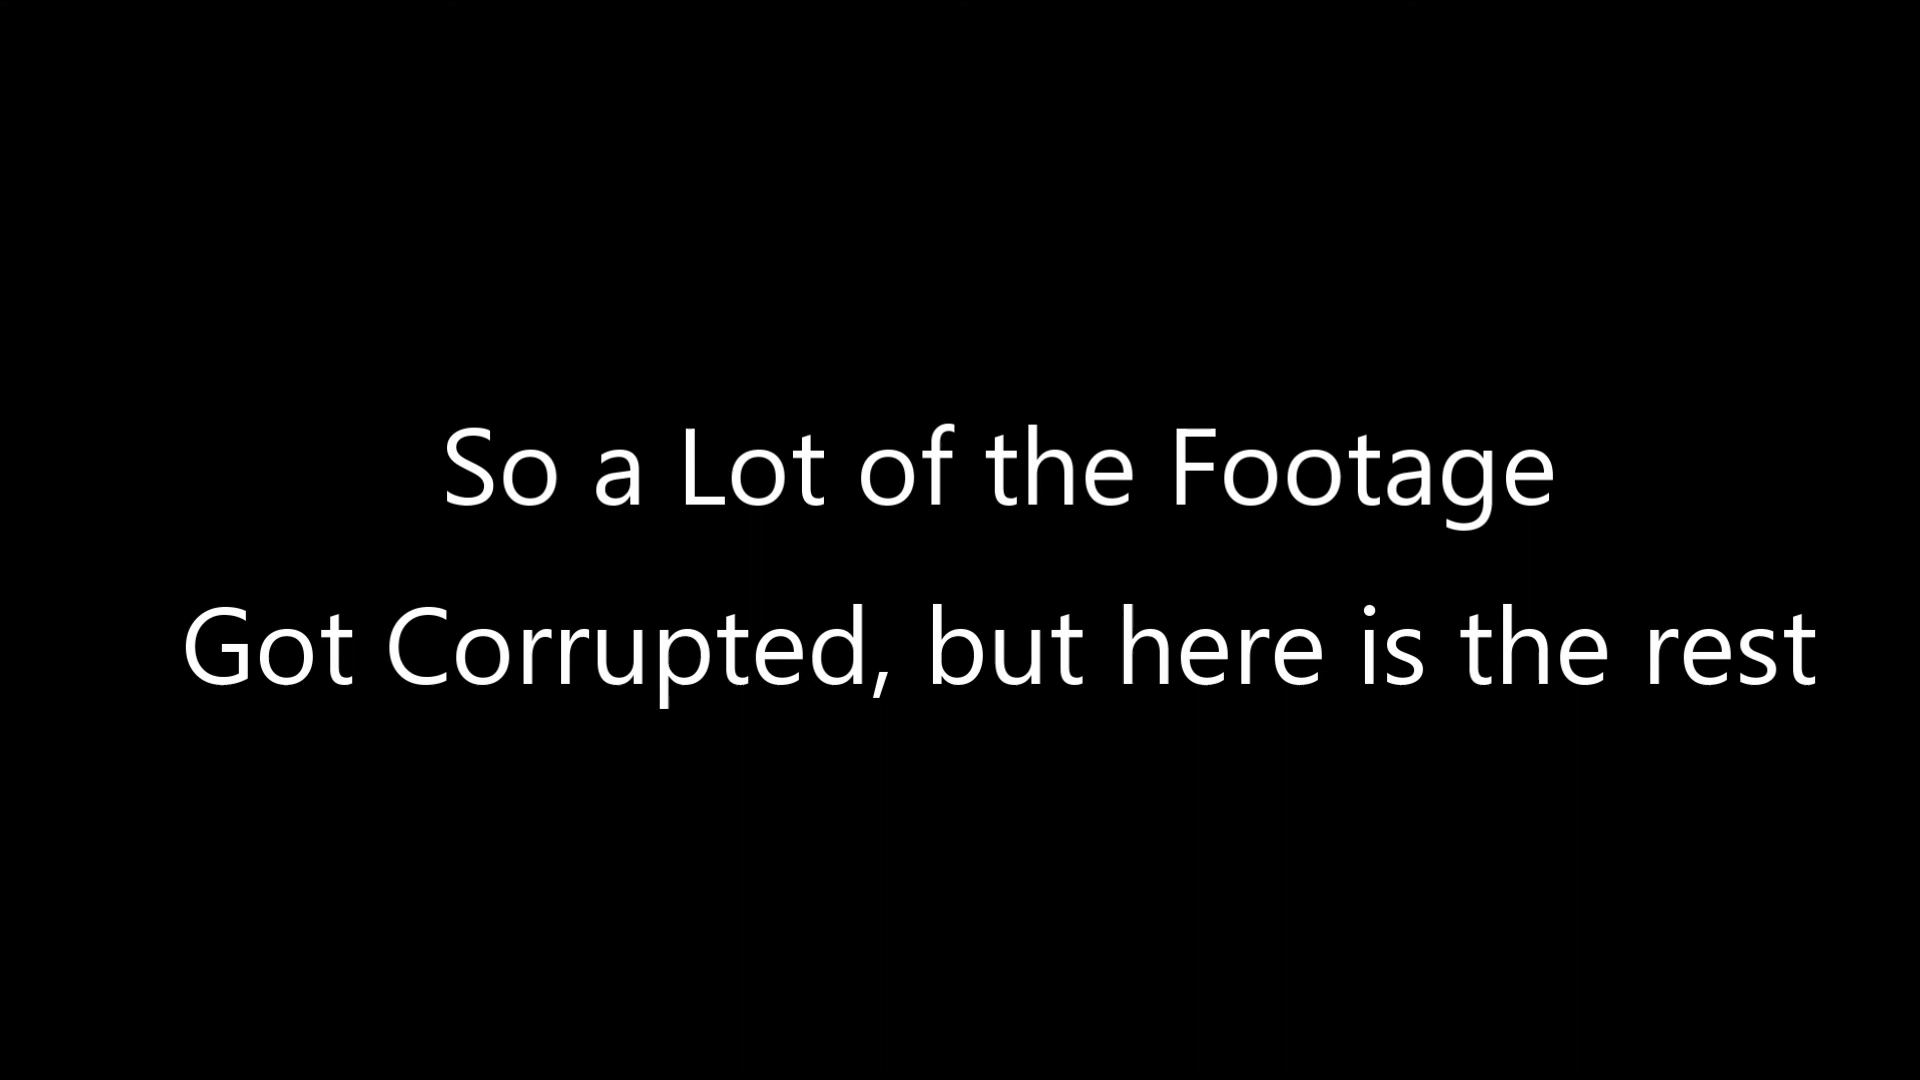 So a Lot of the Footage
Got Corrupted, but here is the rest